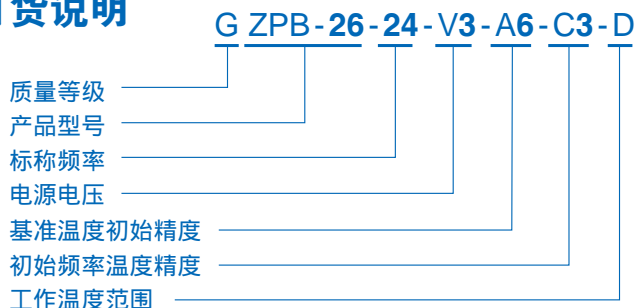 货说明
G ZPB-26-24-V3-A6-C3-D
质量等级
产品型号
标称频率
电源电压
基准温度初始精度
初始频率温度精度
工作温度范围